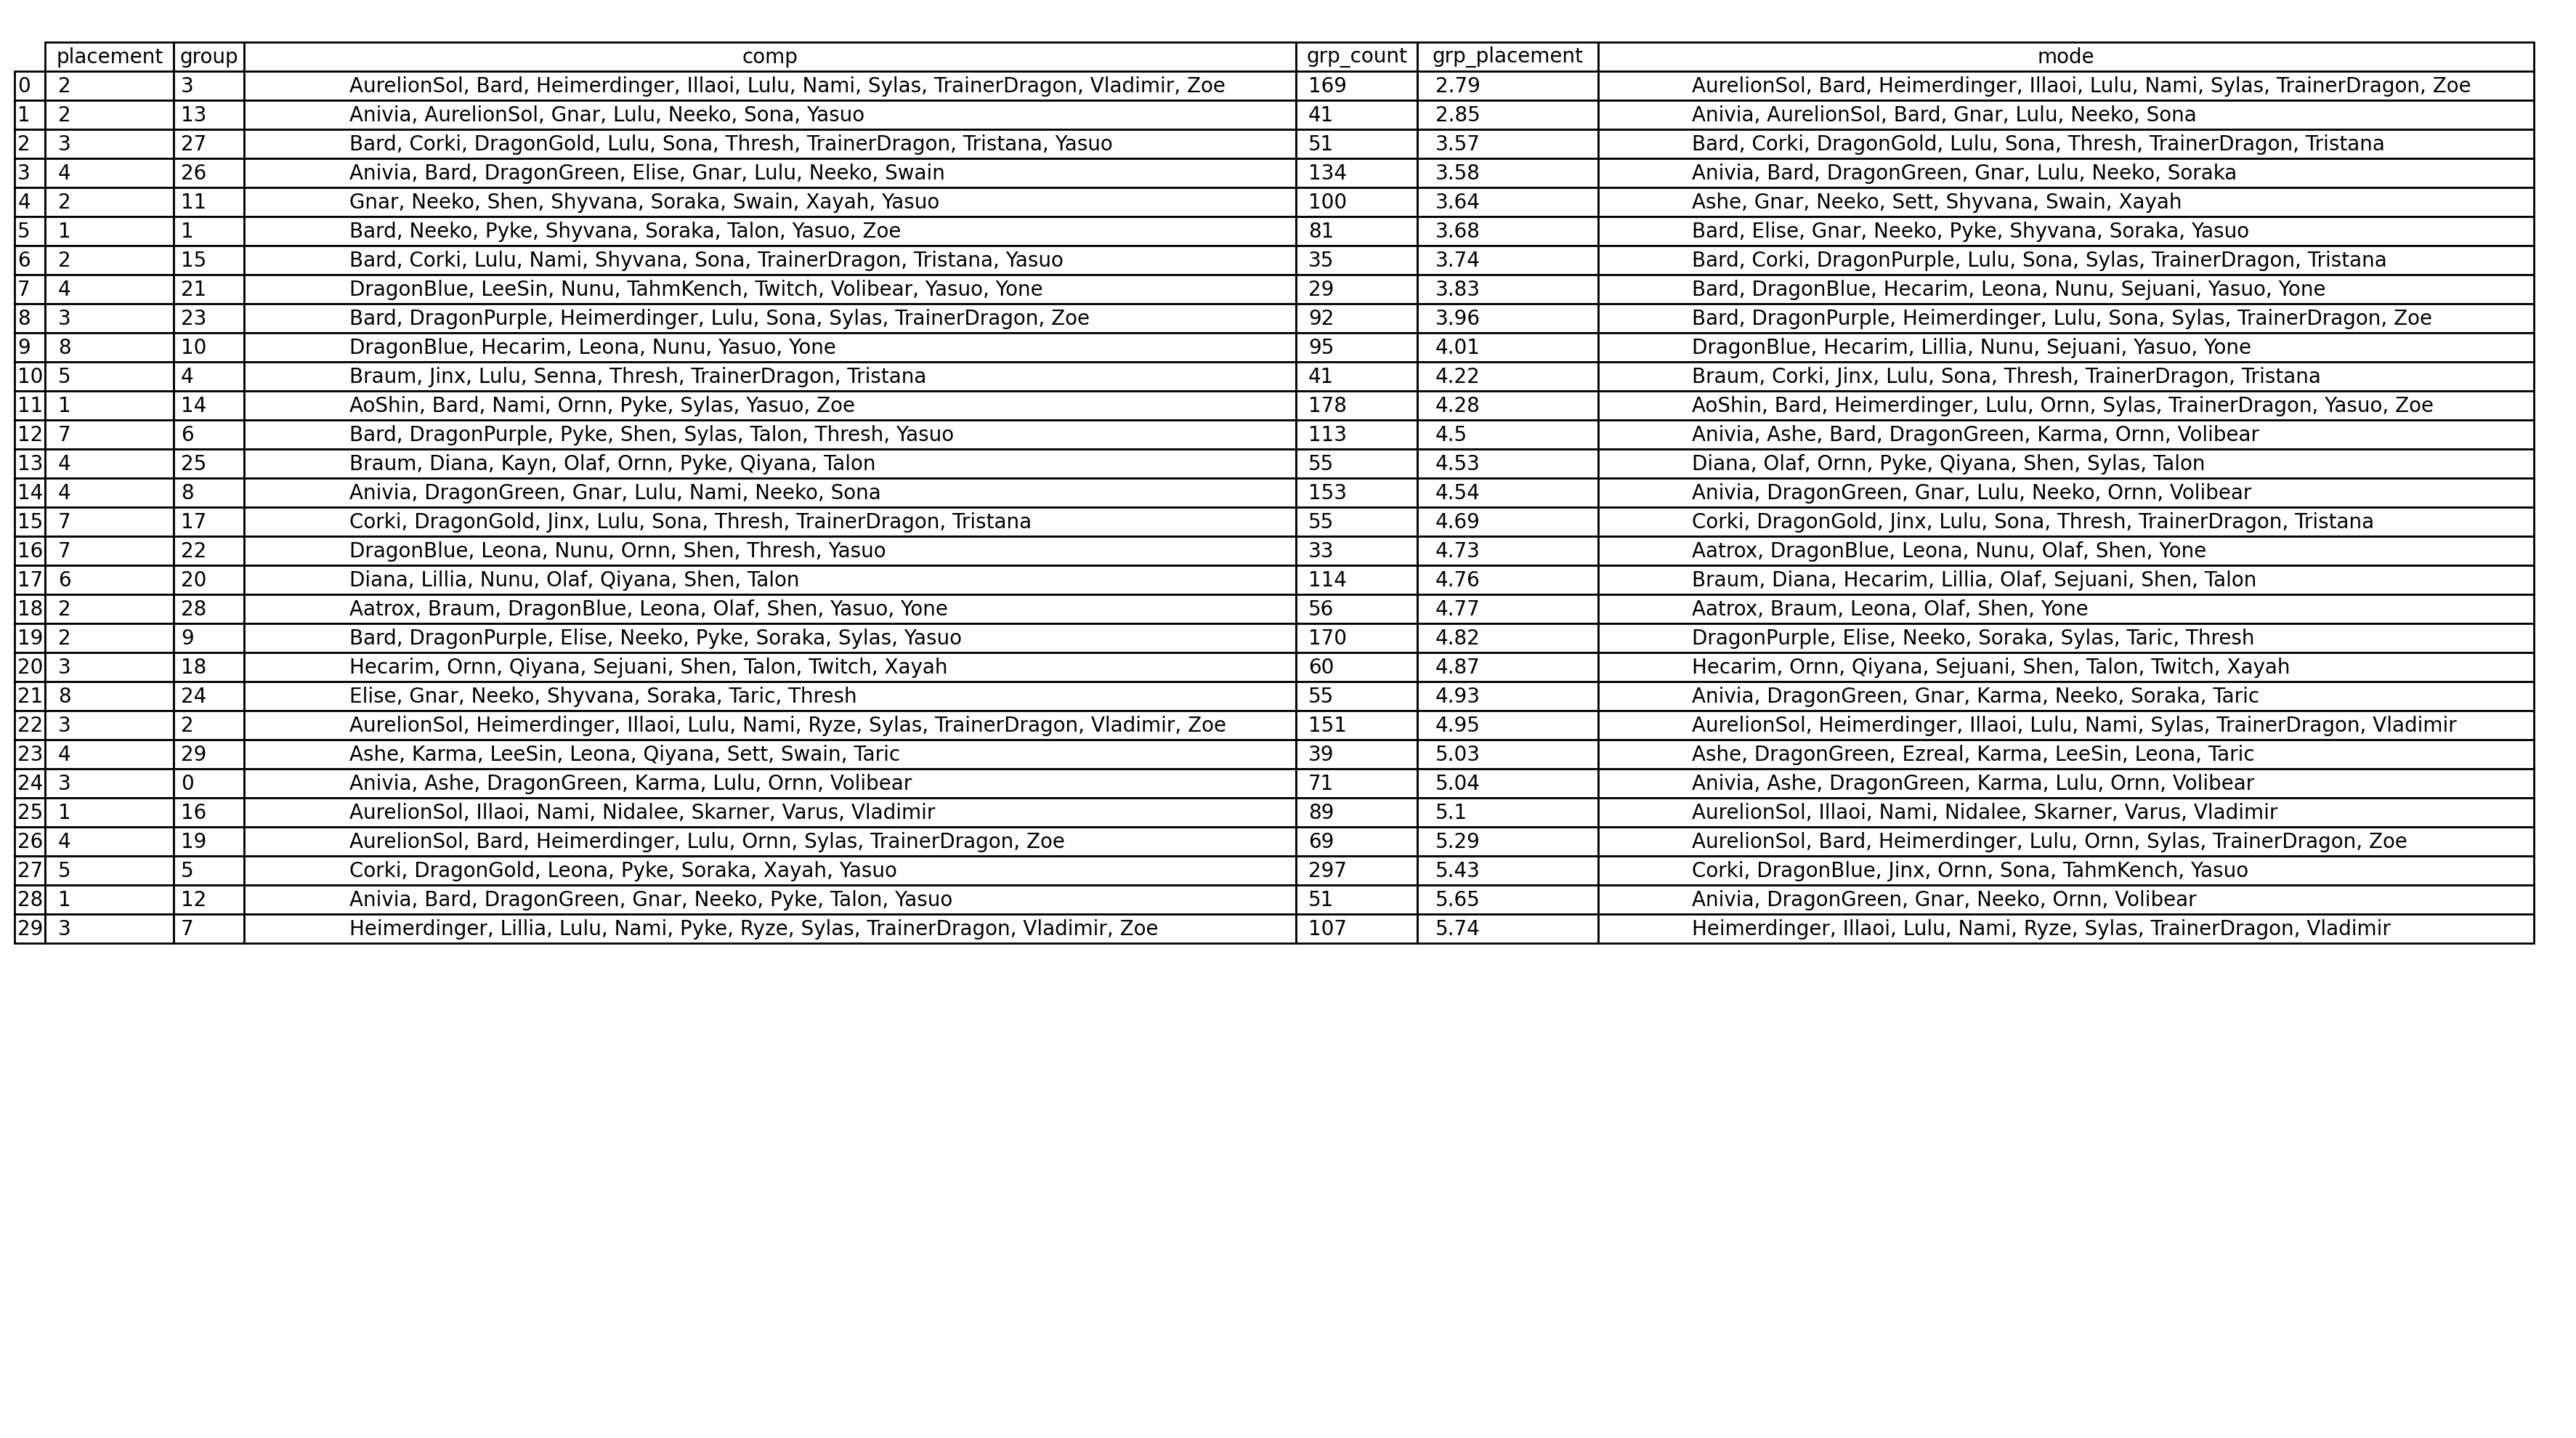 placement group comp grp_count grp_placement mode
0 2 3 AurelionSol, Bard, Heimerdinger, Illaoi, Lulu, Nami, Sylas, TrainerDragon, Vladimir, Zoe 169 2.79 AurelionSol, Bard, Heimerdinger, Illaoi, Lulu, Nami, Sylas, TrainerDragon, Zoe
1 2 13 Anivia, AurelionSol, Gnar, Lulu, Neeko, Sona, Yasuo 41 2.85 Anivia, AurelionSol, Bard, Gnar, Lulu, Neeko, Sona
2 3 27 Bard, Corki, DragonGold, Lulu, Sona, Thresh, TrainerDragon, Tristana, Yasuo 51 3.57 Bard, Corki, DragonGold, Lulu, Sona, Thresh, TrainerDragon, Tristana
3 4 26 Anivia, Bard, DragonGreen, Elise, Gnar, Lulu, Neeko, Swain 134 3.58 Anivia, Bard, DragonGreen, Gnar, Lulu, Neeko, Soraka
4 2 11 Gnar, Neeko, Shen, Shyvana, Soraka, Swain, Xayah, Yasuo 100 3.64 Ashe, Gnar, Neeko, Sett, Shyvana, Swain, Xayah
5 1 1 Bard, Neeko, Pyke, Shyvana, Soraka, Talon, Yasuo, Zoe 81 3.68 Bard, Elise, Gnar, Neeko, Pyke, Shyvana, Soraka, Yasuo
6 2 15 Bard, Corki, Lulu, Nami, Shyvana, Sona, TrainerDragon, Tristana, Yasuo 35 3.74 Bard, Corki, DragonPurple, Lulu, Sona, Sylas, TrainerDragon, Tristana
7 4 21 DragonBlue, LeeSin, Nunu, TahmKench, Twitch, Volibear, Yasuo, Yone 29 3.83 Bard, DragonBlue, Hecarim, Leona, Nunu, Sejuani, Yasuo, Yone
8 3 23 Bard, DragonPurple, Heimerdinger, Lulu, Sona, Sylas, TrainerDragon, Zoe 92 3.96 Bard, DragonPurple, Heimerdinger, Lulu, Sona, Sylas, TrainerDragon, Zoe
9 8 10 DragonBlue, Hecarim, Leona, Nunu, Yasuo, Yone 95 4.01 DragonBlue, Hecarim, Lillia, Nunu, Sejuani, Yasuo, Yone
10 5 4 Braum, Jinx, Lulu, Senna, Thresh, TrainerDragon, Tristana 41 4.22 Braum, Corki, Jinx, Lulu, Sona, Thresh, TrainerDragon, Tristana
11 1 14 AoShin, Bard, Nami, Ornn, Pyke, Sylas, Yasuo, Zoe 178 4.28 AoShin, Bard, Heimerdinger, Lulu, Ornn, Sylas, TrainerDragon, Yasuo, Zoe
12 7 6 Bard, DragonPurple, Pyke, Shen, Sylas, Talon, Thresh, Yasuo 113 4.5 Anivia, Ashe, Bard, DragonGreen, Karma, Ornn, Volibear
13 4 25 Braum, Diana, Kayn, Olaf, Ornn, Pyke, Qiyana, Talon 55 4.53 Diana, Olaf, Ornn, Pyke, Qiyana, Shen, Sylas, Talon
14 4 8 Anivia, DragonGreen, Gnar, Lulu, Nami, Neeko, Sona 153 4.54 Anivia, DragonGreen, Gnar, Lulu, Neeko, Ornn, Volibear
15 7 17 Corki, DragonGold, Jinx, Lulu, Sona, Thresh, TrainerDragon, Tristana 55 4.69 Corki, DragonGold, Jinx, Lulu, Sona, Thresh, TrainerDragon, Tristana
16 7 22 DragonBlue, Leona, Nunu, Ornn, Shen, Thresh, Yasuo 33 4.73 Aatrox, DragonBlue, Leona, Nunu, Olaf, Shen, Yone
17 6 20 Diana, Lillia, Nunu, Olaf, Qiyana, Shen, Talon 114 4.76 Braum, Diana, Hecarim, Lillia, Olaf, Sejuani, Shen, Talon
18 2 28 Aatrox, Braum, DragonBlue, Leona, Olaf, Shen, Yasuo, Yone 56 4.77 Aatrox, Braum, Leona, Olaf, Shen, Yone
19 2 9 Bard, DragonPurple, Elise, Neeko, Pyke, Soraka, Sylas, Yasuo 170 4.82 DragonPurple, Elise, Neeko, Soraka, Sylas, Taric, Thresh
20 3 18 Hecarim, Ornn, Qiyana, Sejuani, Shen, Talon, Twitch, Xayah 60 4.87 Hecarim, Ornn, Qiyana, Sejuani, Shen, Talon, Twitch, Xayah
21 8 24 Elise, Gnar, Neeko, Shyvana, Soraka, Taric, Thresh 55 4.93 Anivia, DragonGreen, Gnar, Karma, Neeko, Soraka, Taric
22 3 2 AurelionSol, Heimerdinger, Illaoi, Lulu, Nami, Ryze, Sylas, TrainerDragon, Vladimir, Zoe 151 4.95 AurelionSol, Heimerdinger, Illaoi, Lulu, Nami, Sylas, TrainerDragon, Vladimir
23 4 29 Ashe, Karma, LeeSin, Leona, Qiyana, Sett, Swain, Taric 39 5.03 Ashe, DragonGreen, Ezreal, Karma, LeeSin, Leona, Taric
24 3 0 Anivia, Ashe, DragonGreen, Karma, Lulu, Ornn, Volibear 71 5.04 Anivia, Ashe, DragonGreen, Karma, Lulu, Ornn, Volibear
25 1 16 AurelionSol, Illaoi, Nami, Nidalee, Skarner, Varus, Vladimir 89 5.1 AurelionSol, Illaoi, Nami, Nidalee, Skarner, Varus, Vladimir
26 4 19 AurelionSol, Bard, Heimerdinger, Lulu, Ornn, Sylas, TrainerDragon, Zoe 69 5.29 AurelionSol, Bard, Heimerdinger, Lulu, Ornn, Sylas, TrainerDragon, Zoe
27 5 5 Corki, DragonGold, Leona, Pyke, Soraka, Xayah, Yasuo 297 5.43 Corki, DragonBlue, Jinx, Ornn, Sona, TahmKench, Yasuo
28 1 12 Anivia, Bard, DragonGreen, Gnar, Neeko, Pyke, Talon, Yasuo 51 5.65 Anivia, DragonGreen, Gnar, Neeko, Ornn, Volibear
29 3 7 Heimerdinger, Lillia, Lulu, Nami, Pyke, Ryze, Sylas, TrainerDragon, Vladimir, Zoe 107 5.74 Heimerdinger, Illaoi, Lulu, Nami, Ryze, Sylas, TrainerDragon, Vladimir